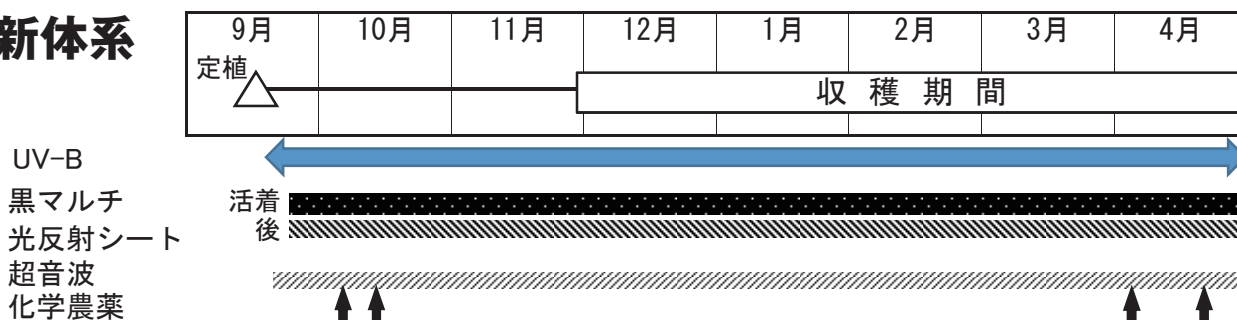 新体系
9月 10月 11月 12月 1月 2月 3月 4月
定植
収穫期間
UV-B
黒マルチ
活着後
光反射シート
超音波
化学農薬